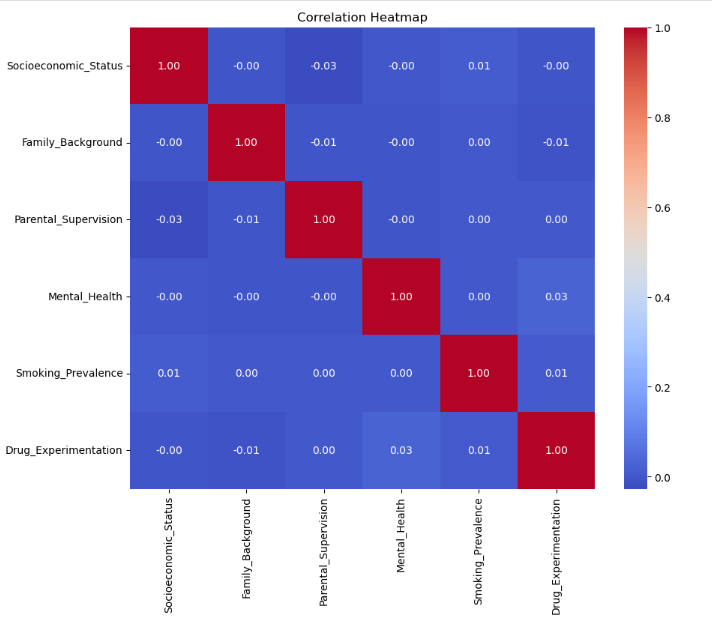 Correlation Heatmap
Socioeconomic_Status 1.00 -0.00 -0.03 -0.00 0.01 -0.00
Family_Background -0.00 1.00 -0.01 -0.00 0.00 -0.01
Parental_Supervision -0.03 -0.01 1.00 -0.00 0.00 0.00
Mental_Health -0.00 -0.00 -0.00 1.00 0.00 0.03
Smoking_Prevalence 0.01 0.00 0.00 0.00 1.00 0.01
Drug_Experimentation -0.00 -0.01 0.00 0.03 0.01 1.00
Socioeconomic_Status
Family_Background
Parental_Supervision
Mental_Health
Smoking_Prevalence
Drug_Experimentation
1.0
0.8
0.6
0.4
0.2
0.0